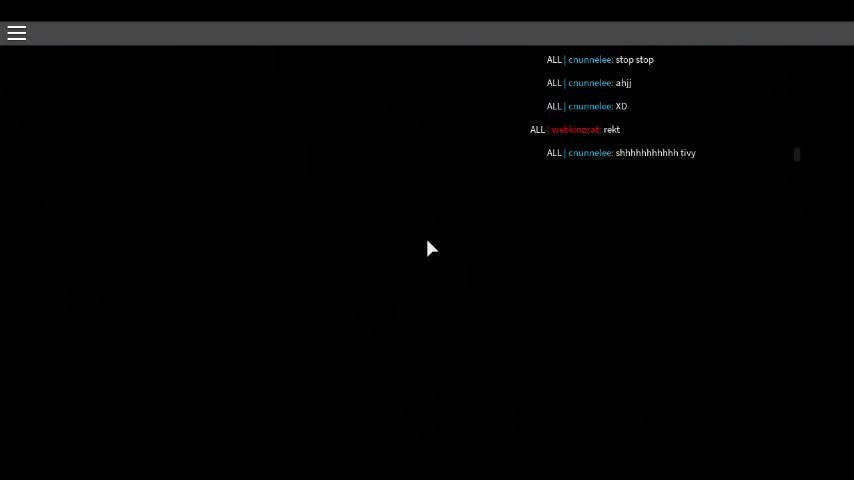 ALL | cnunnelee: stop stop
ALL | cnunnelee: ahjj
ALL | cnunnelee: XD
ALL | webkinzcat: rekt
ALL | cnunnelee: shhhhhhhhhhh tivy